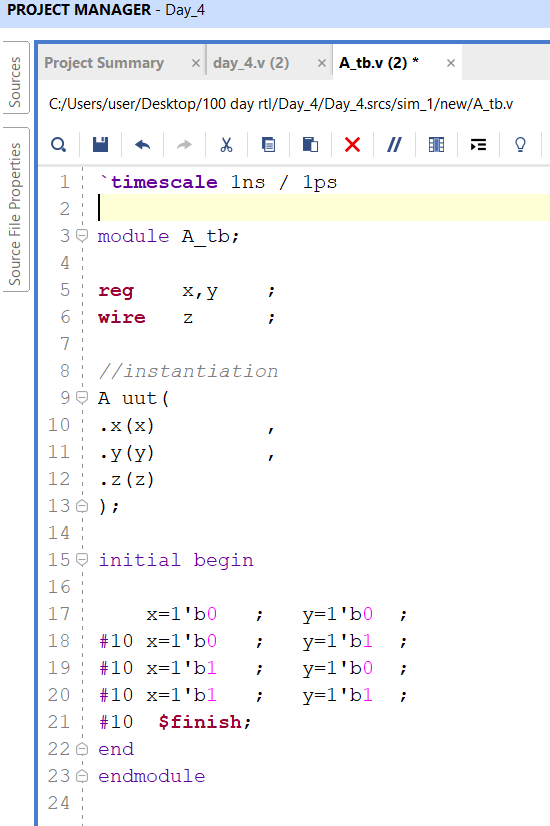 PROJECT MANAGER - Day_4
Sources
Source File Properties
Project Summary × day_4.v (2) × A_tb.v (2) * ×
C:/Users/user/Desktop/100 day rtl/Day_4/Day_4.srcs/sim_1/new/A_tb.v
1 `timescale 1ns / 1ps
2
3 module A_tb;
4
5 reg x,y ;
6 wire z ;
7
8 //instantiation
9 A uut(
10 .x(x) ,
11 .y(y) ,
12 .z(z)
13 );
14
15 initial begin
16
17 x=1'b0 ; y=1'b0 ;
18 #10 x=1'b0 ; y=1'b1 ;
19 #10 x=1'b1 ; y=1'b0 ;
20 #10 x=1'b1 ; y=1'b1 ;
21 #10 $finish;
22 end
23 endmodule
24